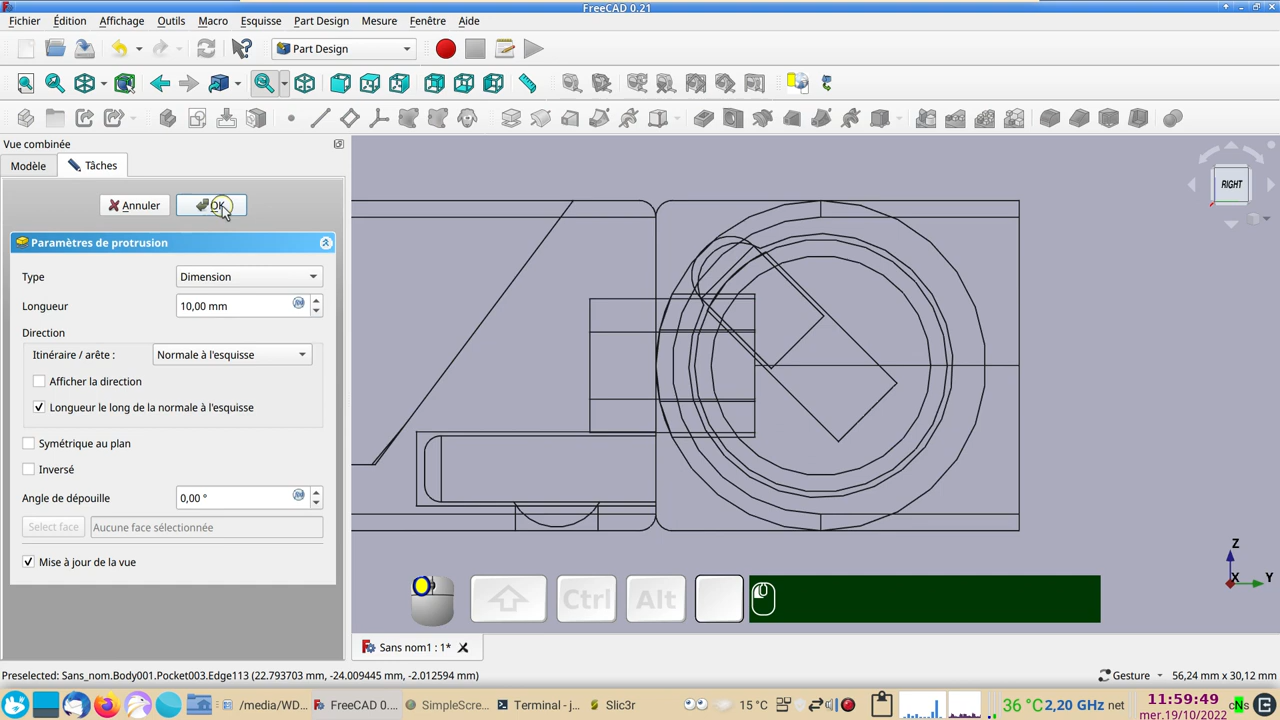 FreeCAD 0.21
Fichier Édition Affichage Outils Macro Esquisse Part Design Mesure Fenêtre Aide
Part Design
Vue combinée
Modèle Tâches
Annuler OK
Paramètres de protrusion
Type Dimension
Longueur 10,00 mm
Direction
Itinéraire / arête : Normale à l'esquisse
Afficher la direction
Longueur le long de la normale à l'esquisse
Symétrique au plan
Inversé
Angle de dépouille 0,00 °
Select face Aucune face sélectionnée
Mise à jour de la vue
RIGHT
Z
X Y
Ctrl Alt
Sans nom1 : 1*
Preselected: Sans_nom.Body001.Pocket003.Edge113 (22.793703 mm, -24.009445 mm, -2.012594 mm) Gesture 56,24 mm x 30,12 mm
/media/WD... FreeCAD 0.... SimpleScre... Terminal - j... Slic3r 15 °C 36 °C 2,20 GHz net 11:59:49
mer.19/10/2022